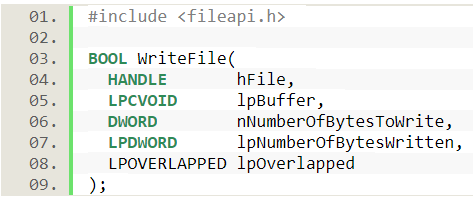 01. #include <fileapi.h>
02.
03. BOOL WriteFile(
04.   HANDLE       hFile,
05.   LPCVOID      lpBuffer,
06.   DWORD        nNumberOfBytesToWrite,
07.   LPDWORD      lpNumberOfBytesWritten,
08.   LPOVERLAPPED lpOverlapped
09. );